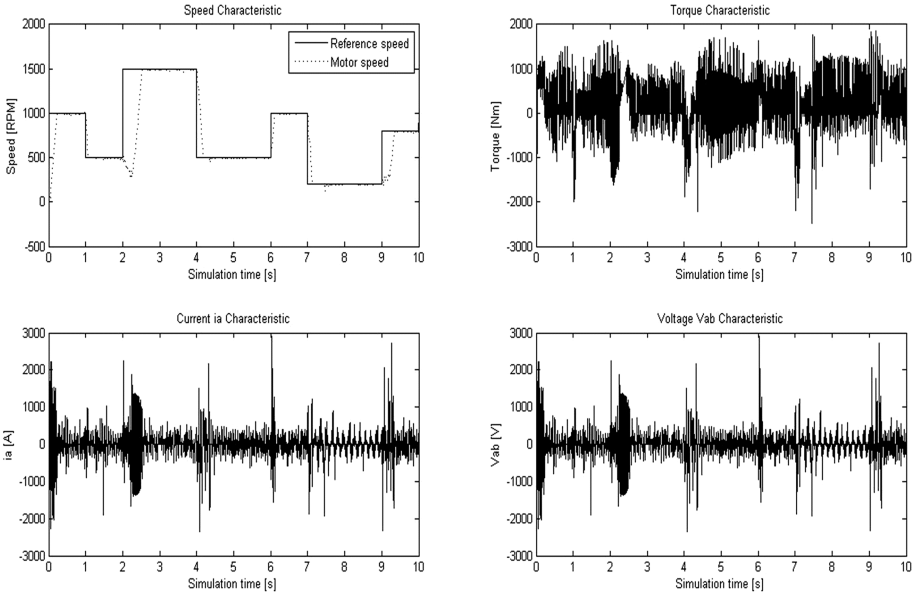 Speed Characteristic
2000
1500
1000
500
0
-500
Speed [RPM]
Reference speed
Motor speed
0 1 2 3 4 5 6 7 8 9 10
Simulation time [s]
Torque Characteristic
2000
1000
0
-1000
-2000
-3000
Torque [Nm]
0 1 2 3 4 5 6 7 8 9 10
Simulation time [s]
Current ia Characteristic
3000
2000
1000
0
-1000
-2000
-3000
ia [A]
0 1 2 3 4 5 6 7 8 9 10
Simulation time [s]
Voltage Vab Characteristic
3000
2000
1000
0
-1000
-2000
-3000
Vab [V]
0 1 2 3 4 5 6 7 8 9 10
Simulation time [s]